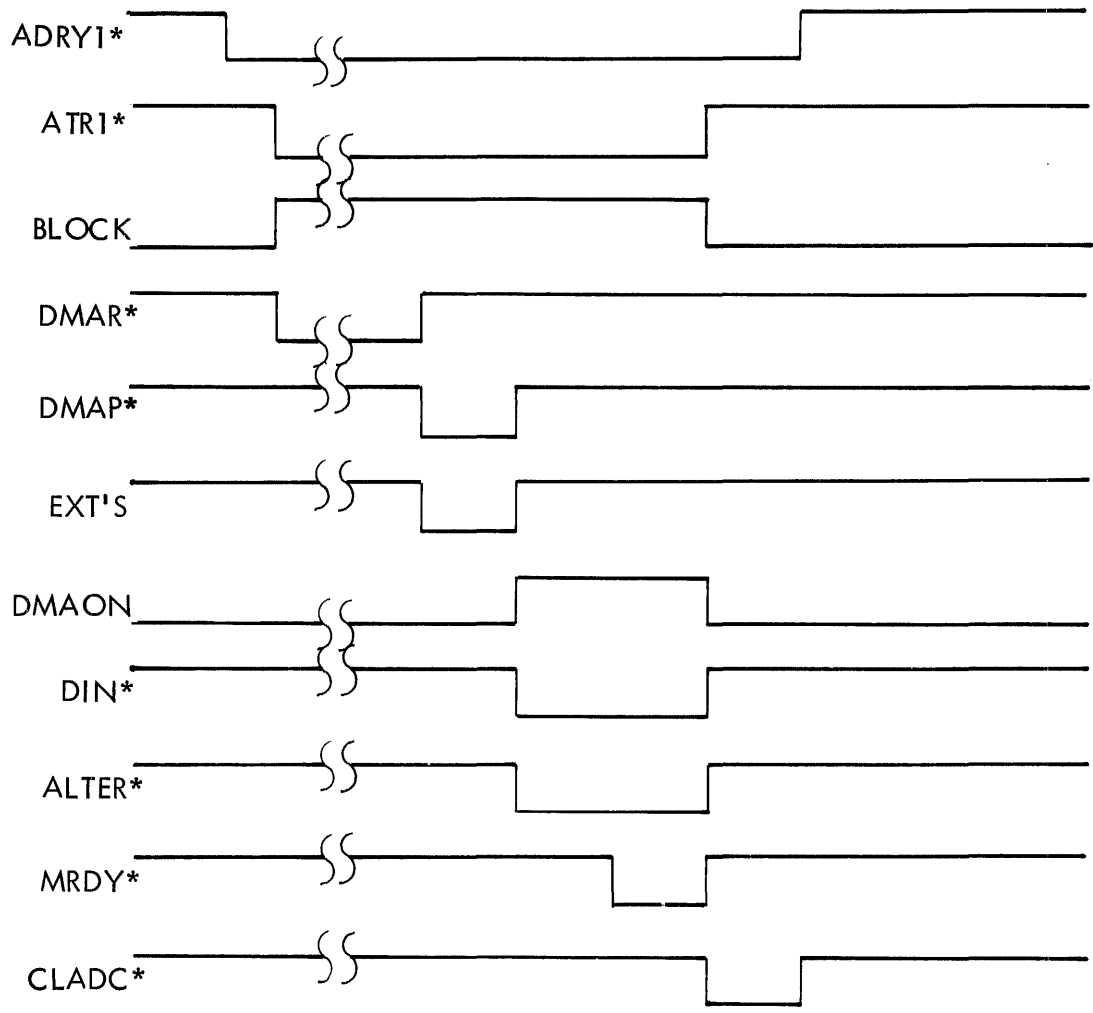 ADRY1*
ATR1*
BLOCK
DMAR*
DMAP*
EXT'S
DMAON
DIN*
ALTER*
MRDY*
CLADC*